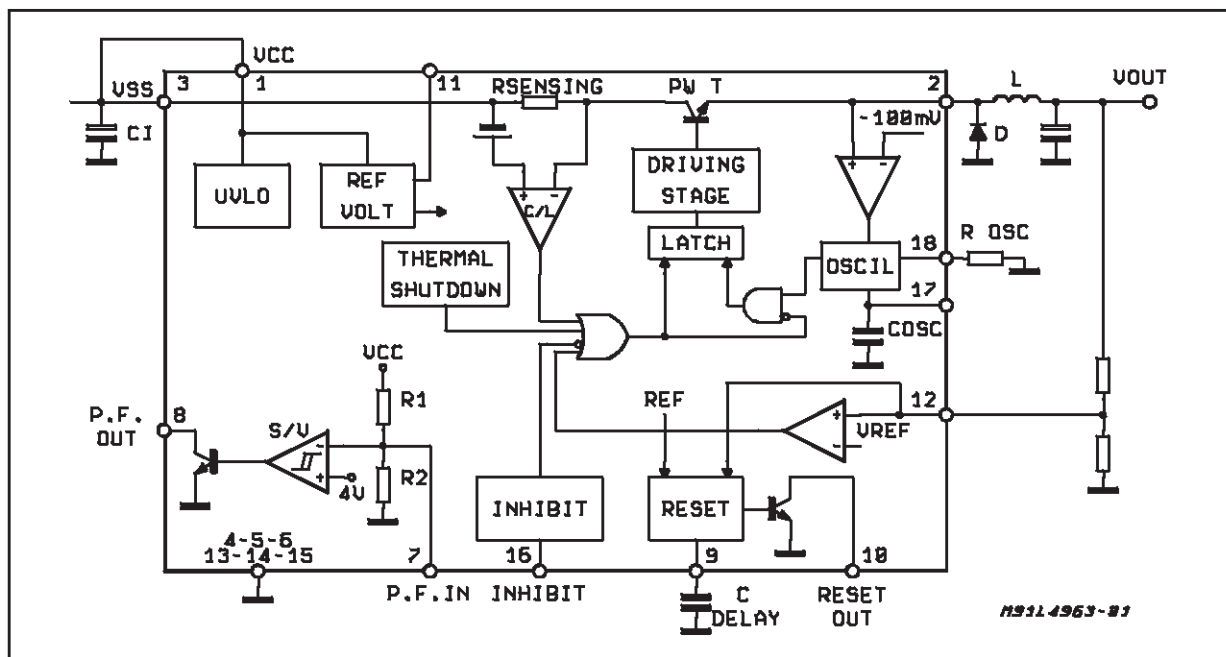 VCC
3
1
11
RSENSING
PW T
2
L
VOUT
VSS
CI
-100mV
D
+
-
UVLO
REF
VOLT
+
-
C/L
DRIVING
STAGE
LATCH
OSCIL
18
R OSC
17
THERMAL
SHUTDOWN
COSC
VCC
R1
P.F.
OUT
8
S/V
-
+
4V
R2
REF
12
+
VREF
-
INHIBIT
RESET
4-5-6
13-14-15
7
16
9
10
P.F.IN
INHIBIT
C
DELAY
RESET
OUT
M91L4963-01